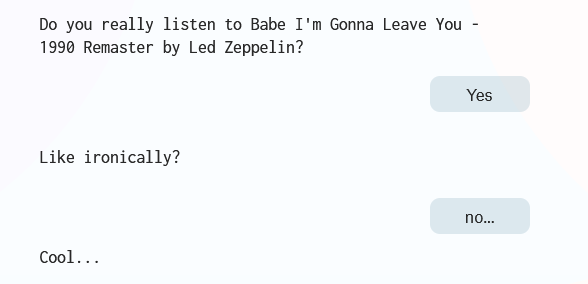 Do you really listen to Babe I'm Gonna Leave You -
1990 Remaster by Led Zeppelin?
Yes
Like ironically?
no...
Cool...